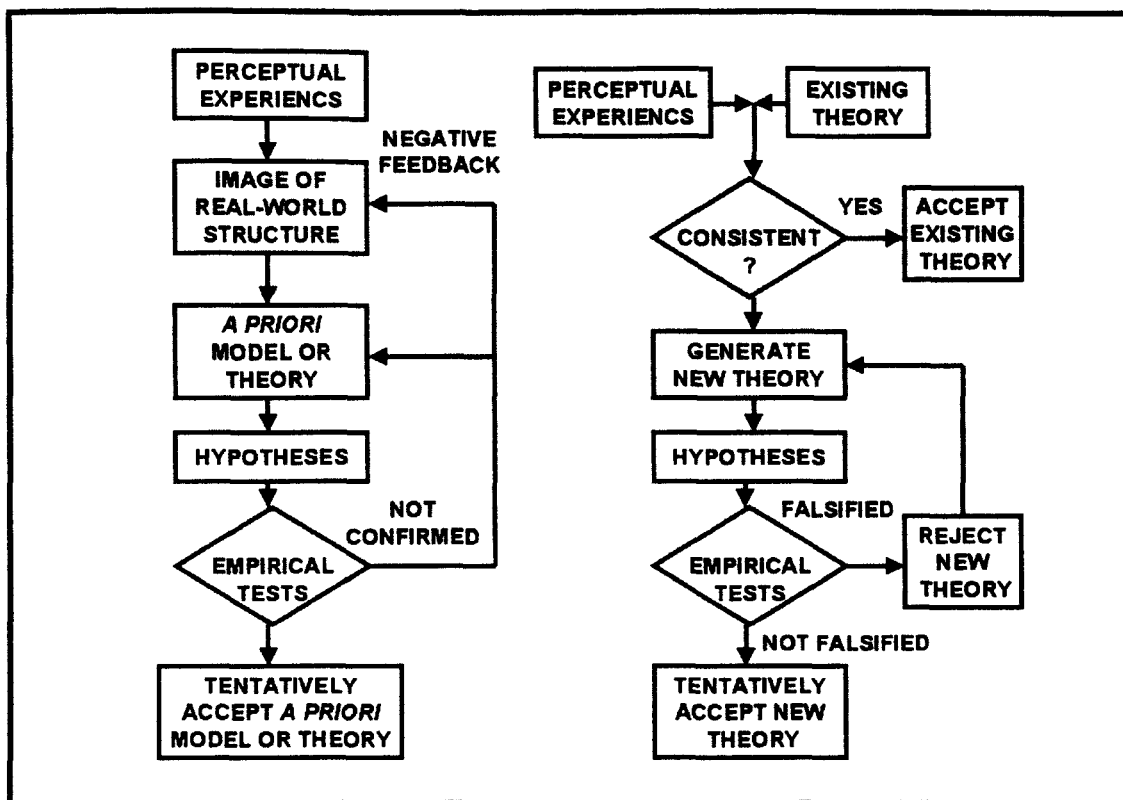 PERCEPTUAL
EXPERIENCS
NEGATIVE
FEEDBACK
IMAGE OF
REAL-WORLD
STRUCTURE
A PRIORI
MODEL OR
THEORY
HYPOTHESES
NOT
CONFIRMED
EMPIRICAL
TESTS
TENTATIVELY
ACCEPT A PRIORI
MODEL OR THEORY
PERCEPTUAL
EXPERIENCS
EXISTING
THEORY
CONSISTENT
?
YES
ACCEPT
EXISTING
THEORY
GENERATE
NEW THEORY
HYPOTHESES
FALSIFIED
EMPIRICAL
TESTS
REJECT
NEW
THEORY
NOT FALSIFIED
TENTATIVELY
ACCEPT NEW
THEORY